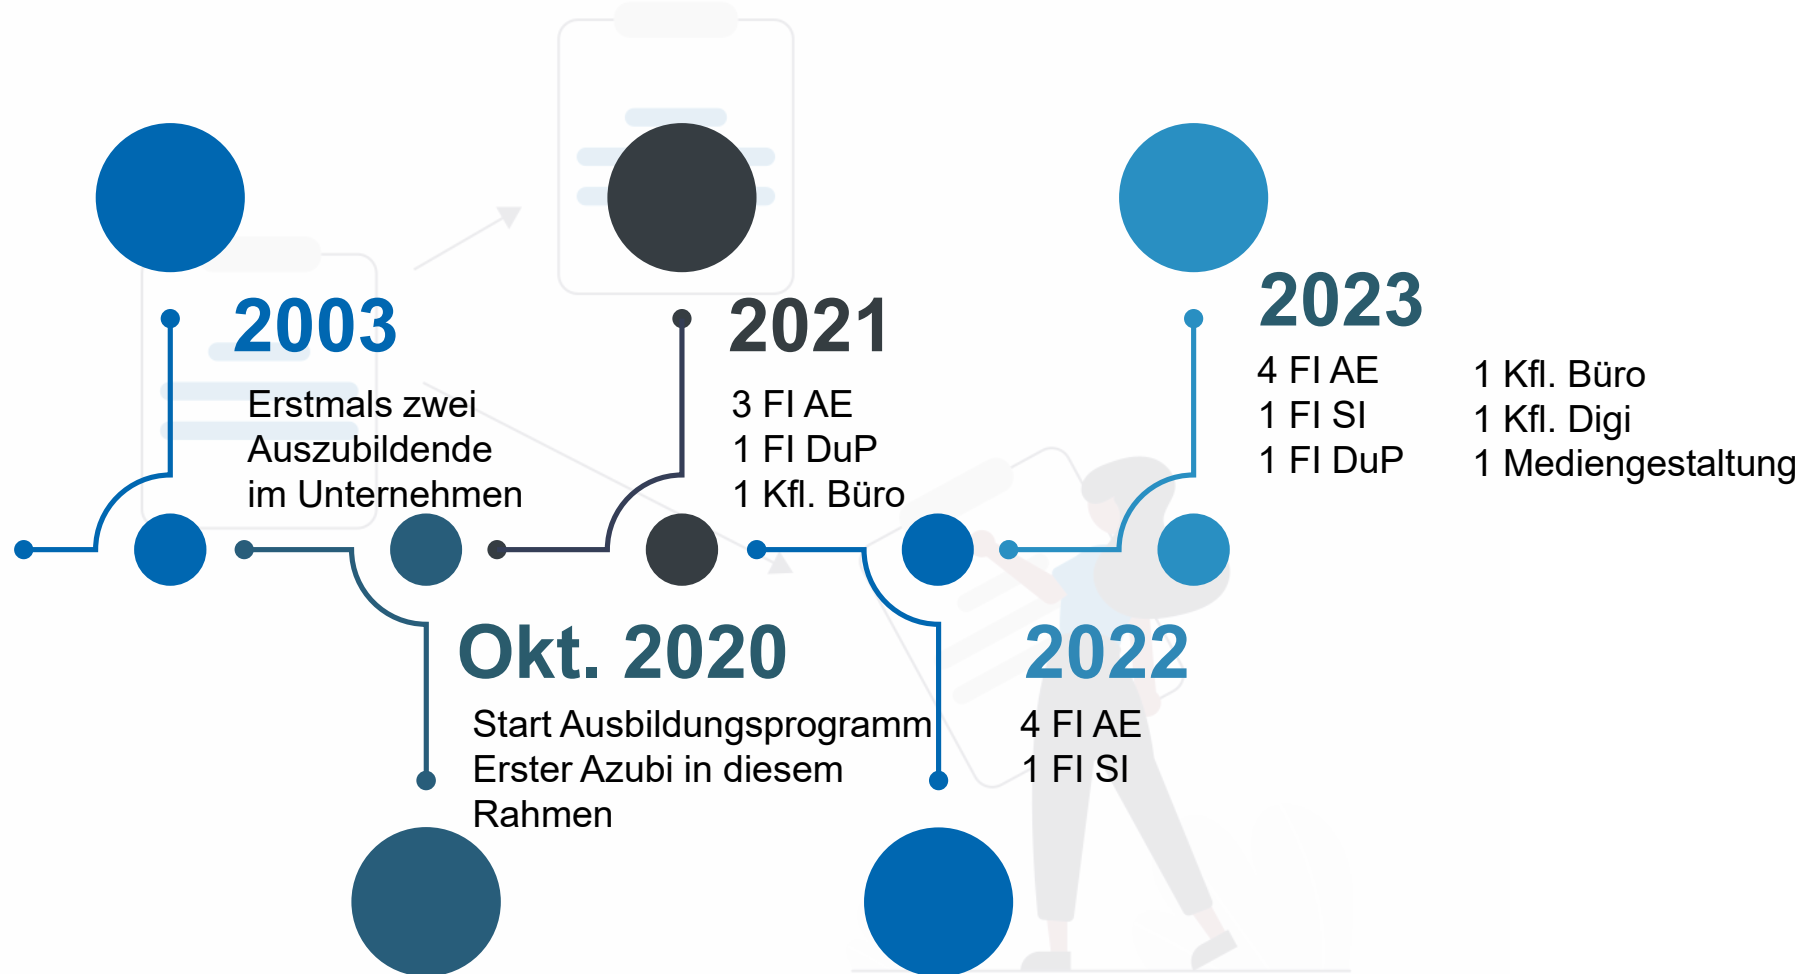 2003
Erstmals zwei
Auszubildende
im Unternehmen
Okt. 2020
Start Ausbildungsprogramm
Erster Azubi in diesem
Rahmen
2021
3 FI AE
1 FI DuP
1 Kfl. Büro
2022
4 FI AE
1 FI SI
2023
4 FI AE
1 FI SI
1 FI DuP
1 Kfl. Büro
1 Kfl. Digi
1 Mediengestaltung